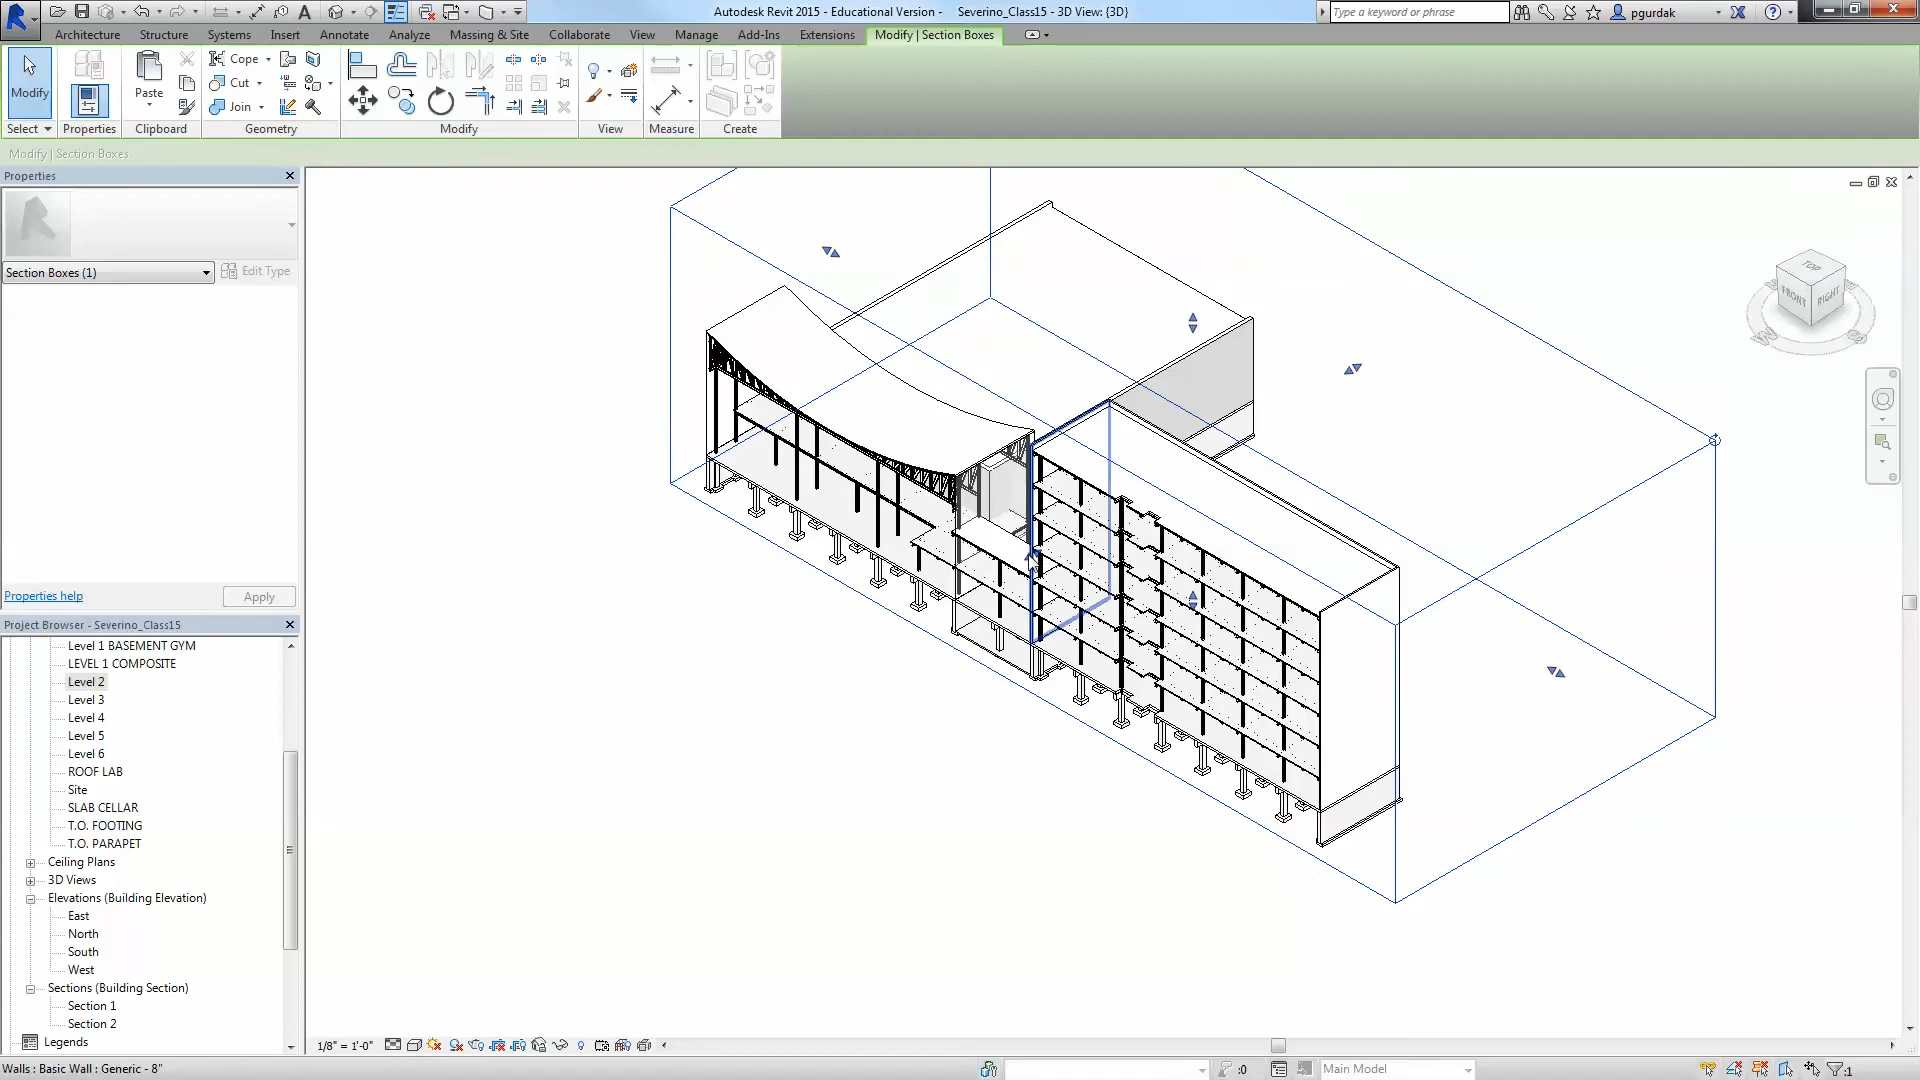 Autodesk Revit 2015 - Educational Version - Severino_Class15 - 3D View: {3D}
Type a keyword or phrase
pgurdak
Architecture Structure Systems Insert Annotate Analyze Massing & Site Collaborate View Manage Add-Ins Extensions Modify | Section Boxes
Modify
Paste
Cope
Cut
Join
Select Properties Clipboard Geometry Modify View Measure Create
Modify | Section Boxes
Properties
Section Boxes (1)
Edit Type
Properties help
Apply
Project Browser - Severino_Class15
Level 1 BASEMENT GYM
LEVEL 1 COMPOSITE
Level 2
Level 3
Level 4
Level 5
Level 6
ROOF LAB
Site
SLAB CELLAR
T.O. FOOTING
T.O. PARAPET
Ceiling Plans
3D Views
Elevations (Building Elevation)
East
North
South
West
Sections (Building Section)
Section 1
Section 2
Legends
TOP
FRONT
RIGHT
1/8" = 1'-0"
Walls : Basic Wall : Generic - 8"
:0
Main Model
:1